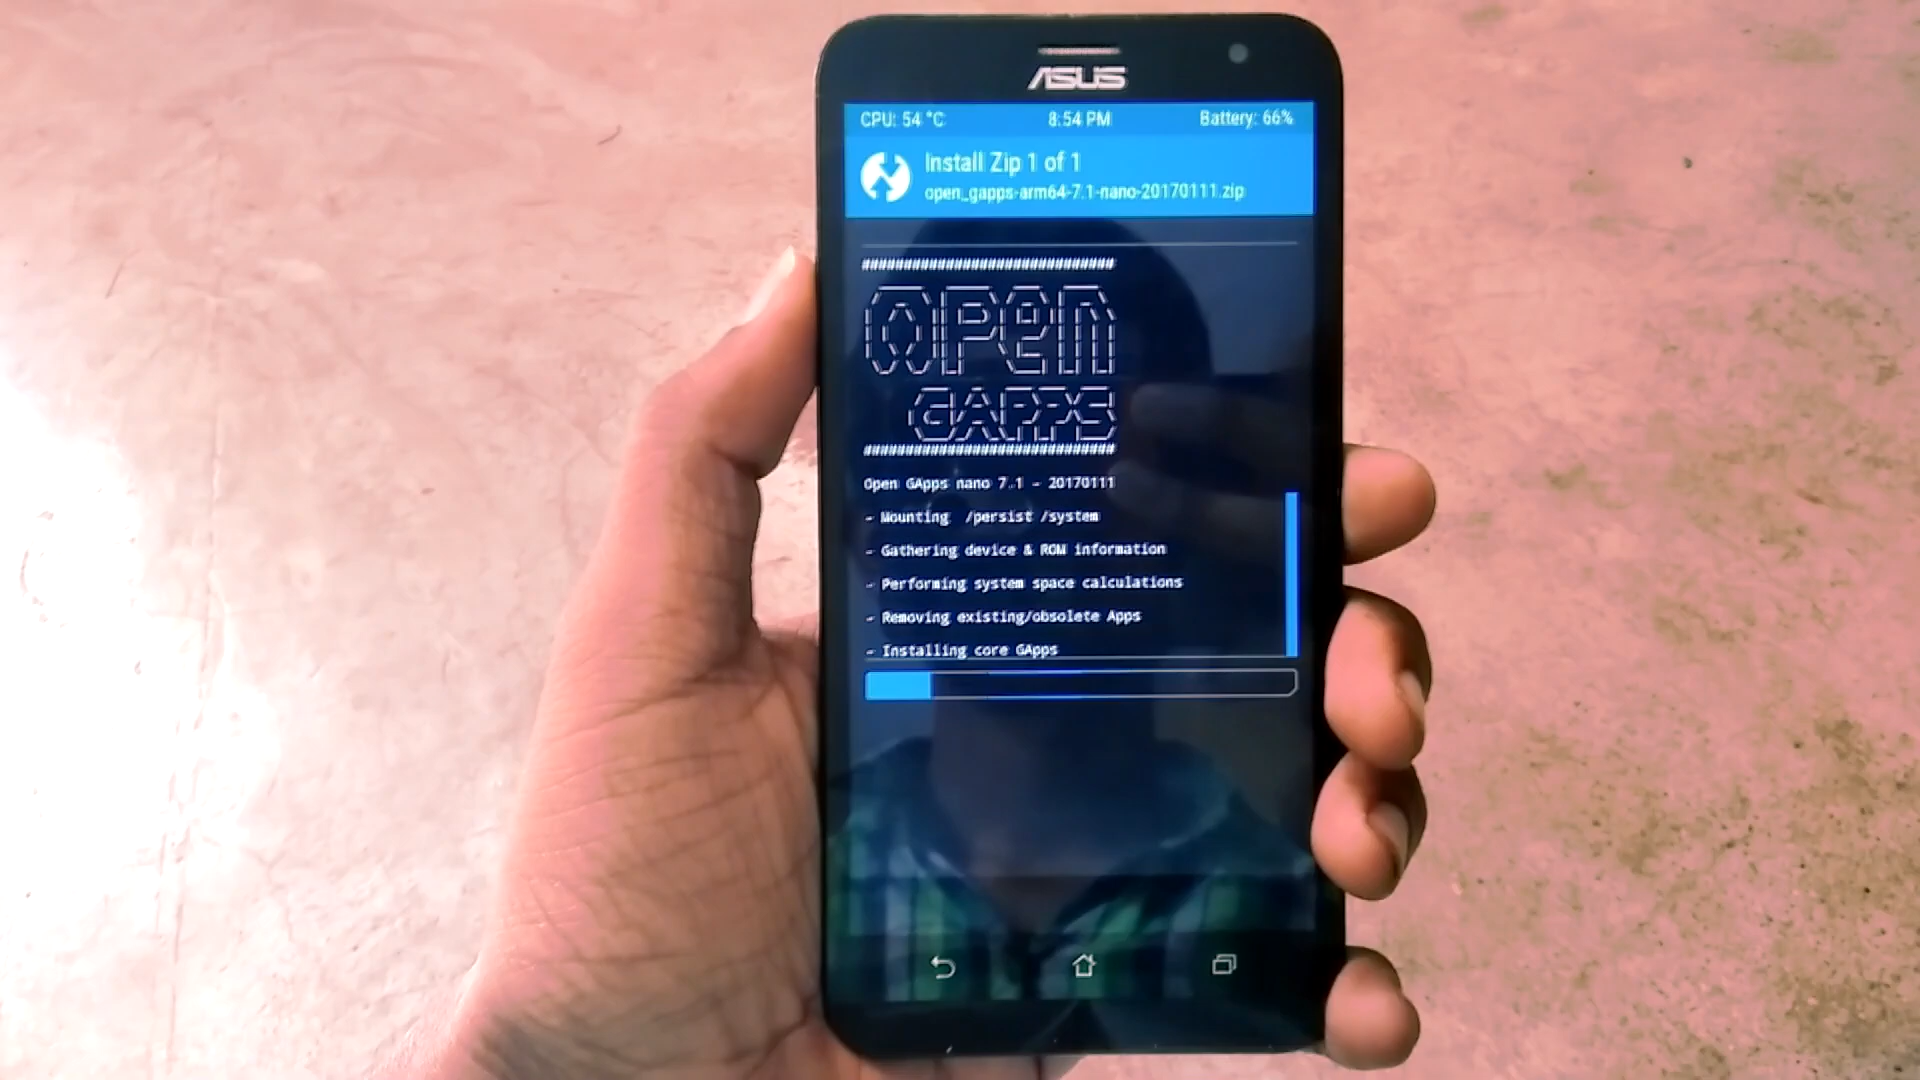 ASUS
CPU: 54 °C 8:54 PM Battery: 66%
Install Zip 1 of 1
open_gapps-arm64-7.1-nano-20170111.zip
##############################
OPEN
GAPPS
##############################
Open GApps nano 7.1 - 20170111
- Mounting /persist /system
- Gathering device & ROM information
- Performing system space calculations
- Removing existing/obsolete Apps
- Installing core GApps